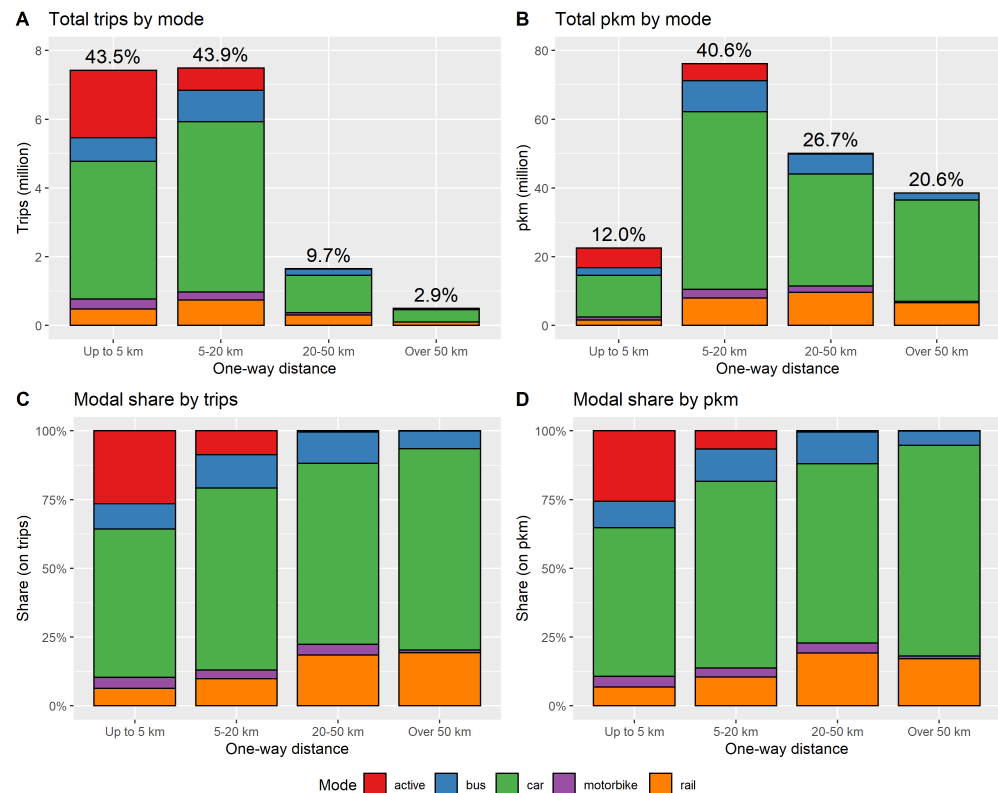 A Total trips by mode
8
6
4
2
0
Trips (million)
43.5%
43.9%
9.7%
2.9%
Up to 5 km 5-20 km 20-50 km Over 50 km
One-way distance
B Total pkm by mode
80
60
40
20
0
pkm (million)
12.0%
40.6%
26.7%
20.6%
Up to 5 km 5-20 km 20-50 km Over 50 km
One-way distance
C Modal share by trips
100%
75%
50%
25%
0%
Share (on trips)
Up to 5 km 5-20 km 20-50 km Over 50 km
One-way distance
D Modal share by pkm
100%
75%
50%
25%
0%
Share (on pkm)
Up to 5 km 5-20 km 20-50 km Over 50 km
One-way distance
Mode active bus car motorbike rail